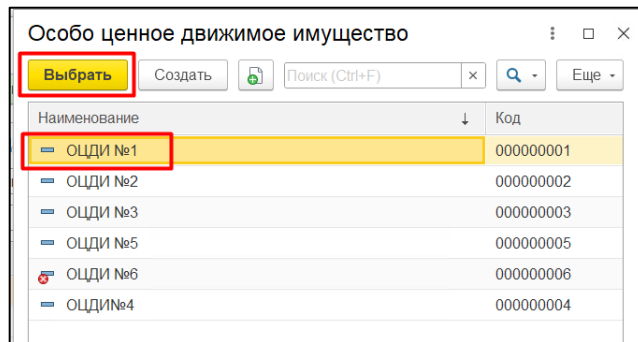 Особо ценное движимое имущество
Выбрать Создать Поиск (Ctrl+F) × Еще
Наименование ↓ Код
ОЦДИ №1 000000001
ОЦДИ №2 000000002
ОЦДИ №3 000000003
ОЦДИ №5 000000005
ОЦДИ №6 000000006
ОЦДИ№4 000000004